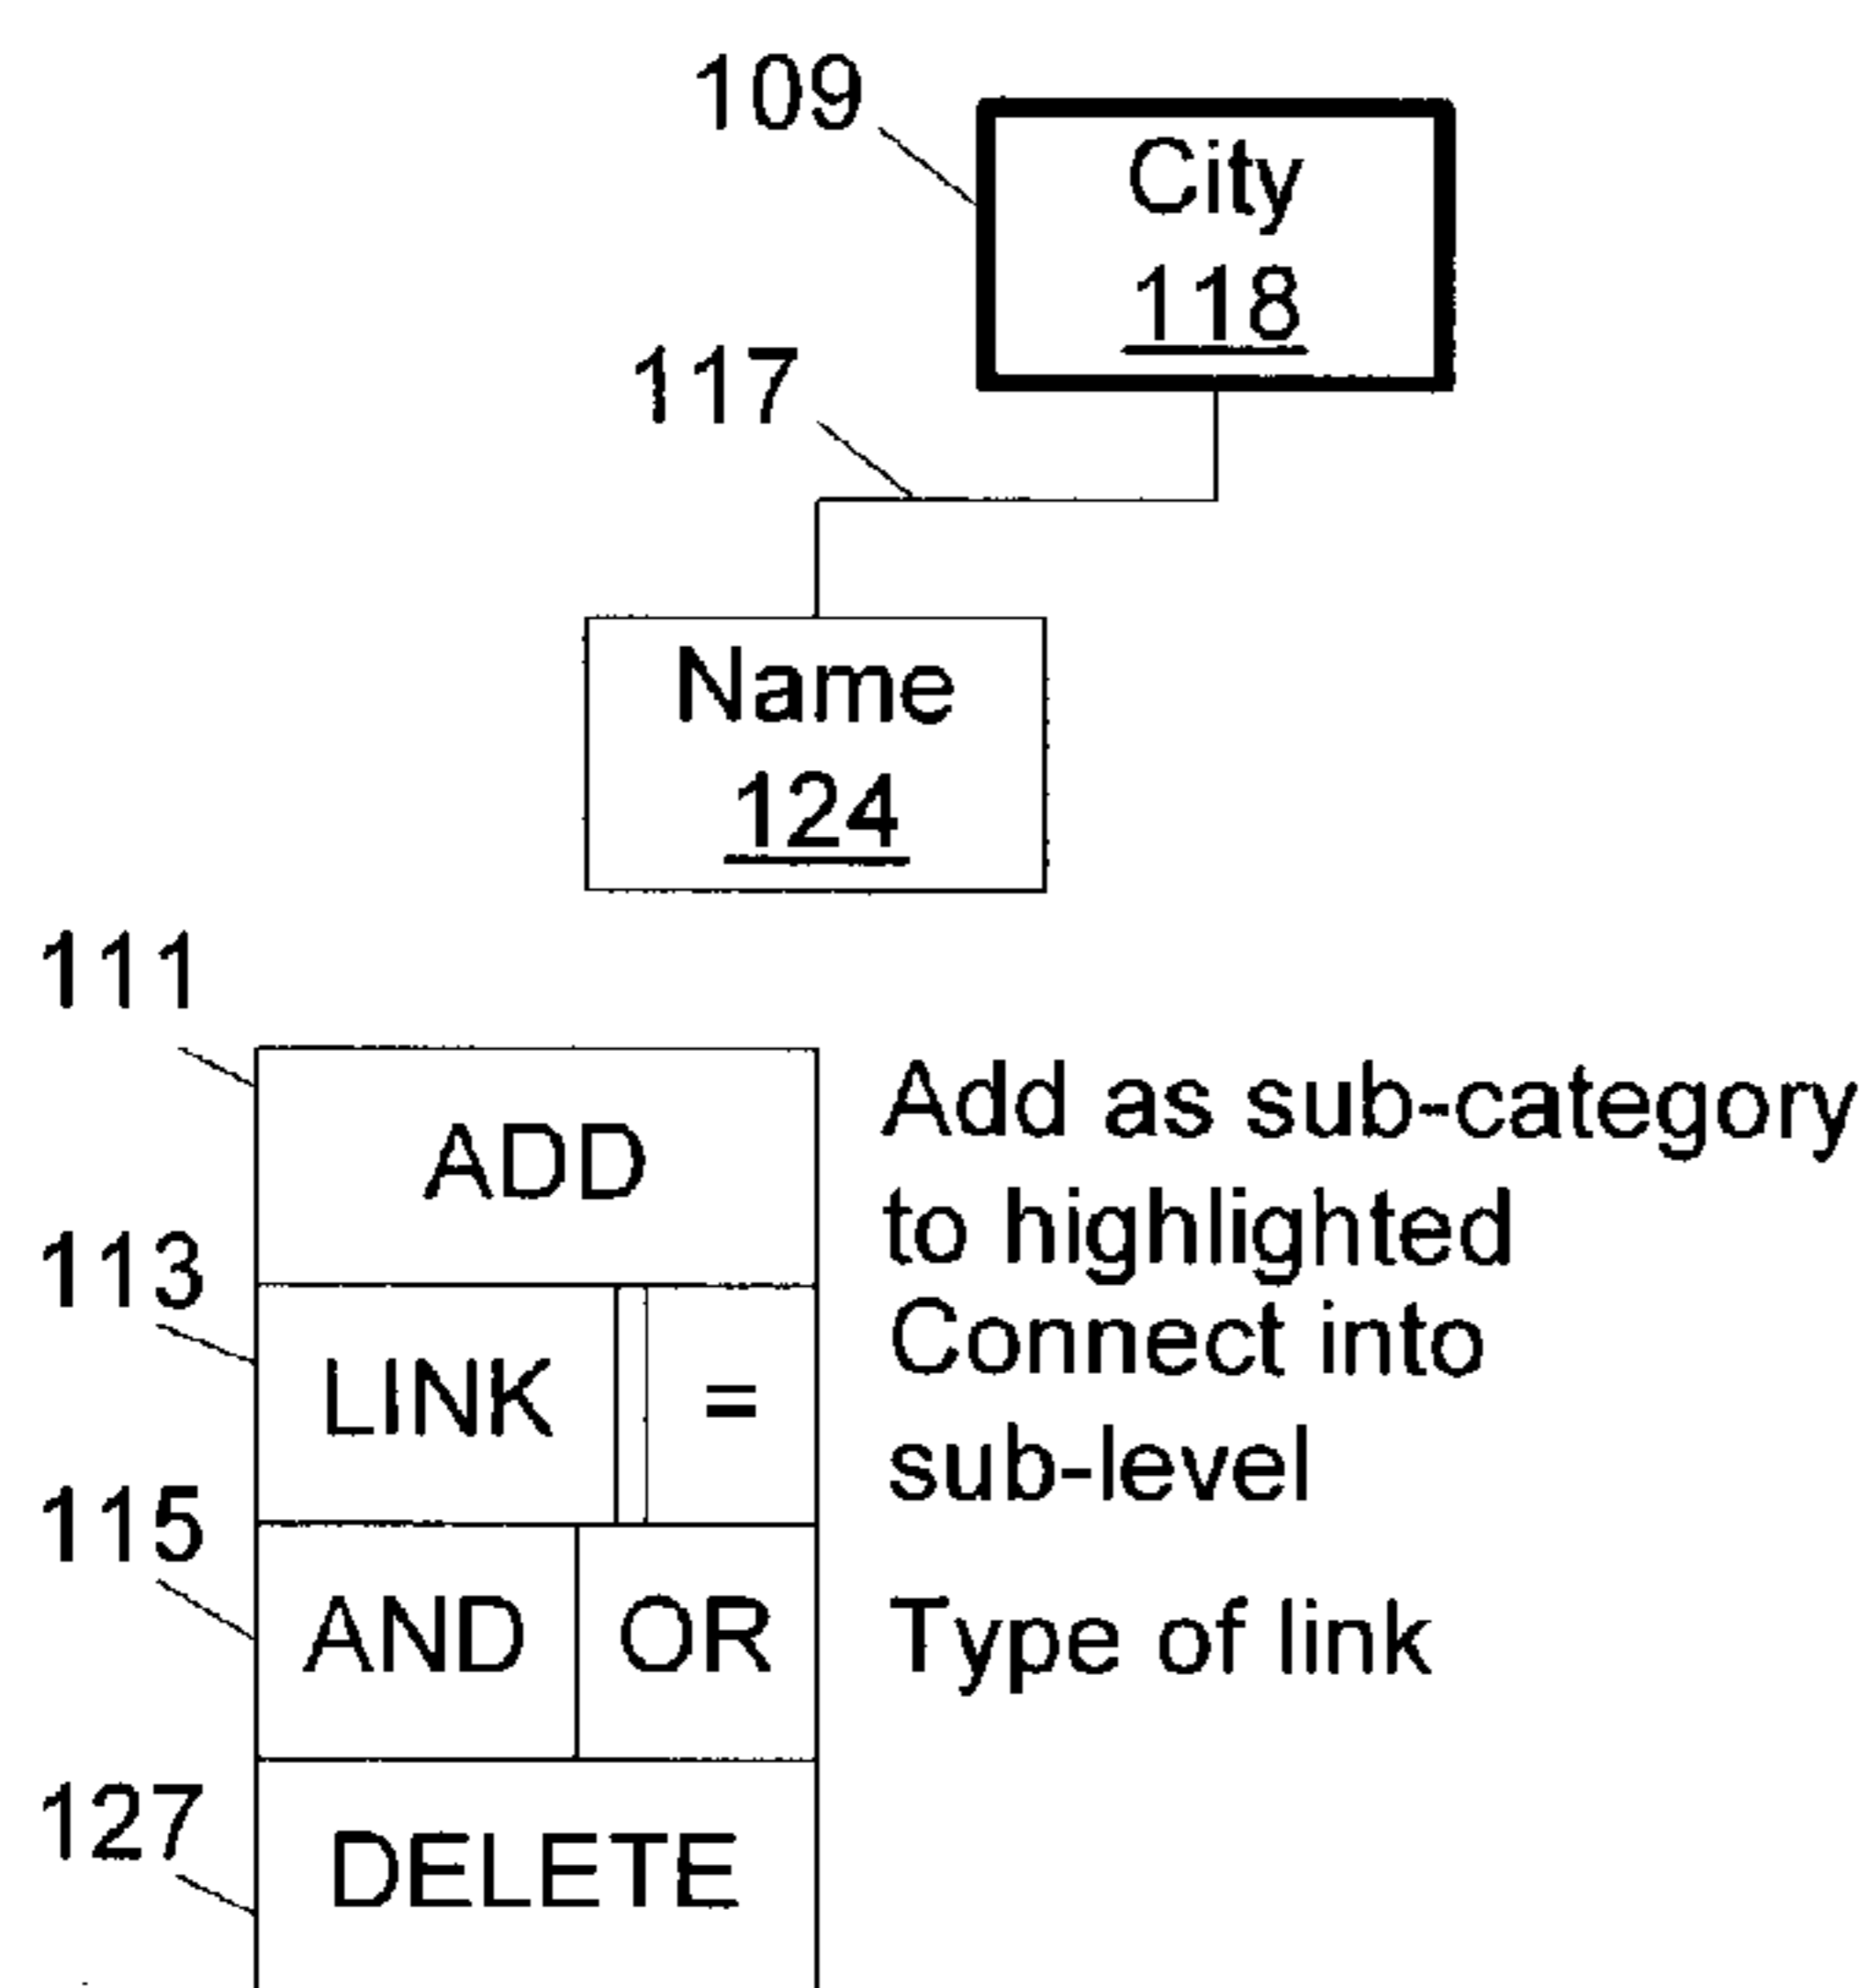 109
City
118
117
Name
124
111
ADD
Add as sub-category
to highlighted
113
LINK =
Connect into
sub-level
115
AND OR
Type of link
127
DELETE